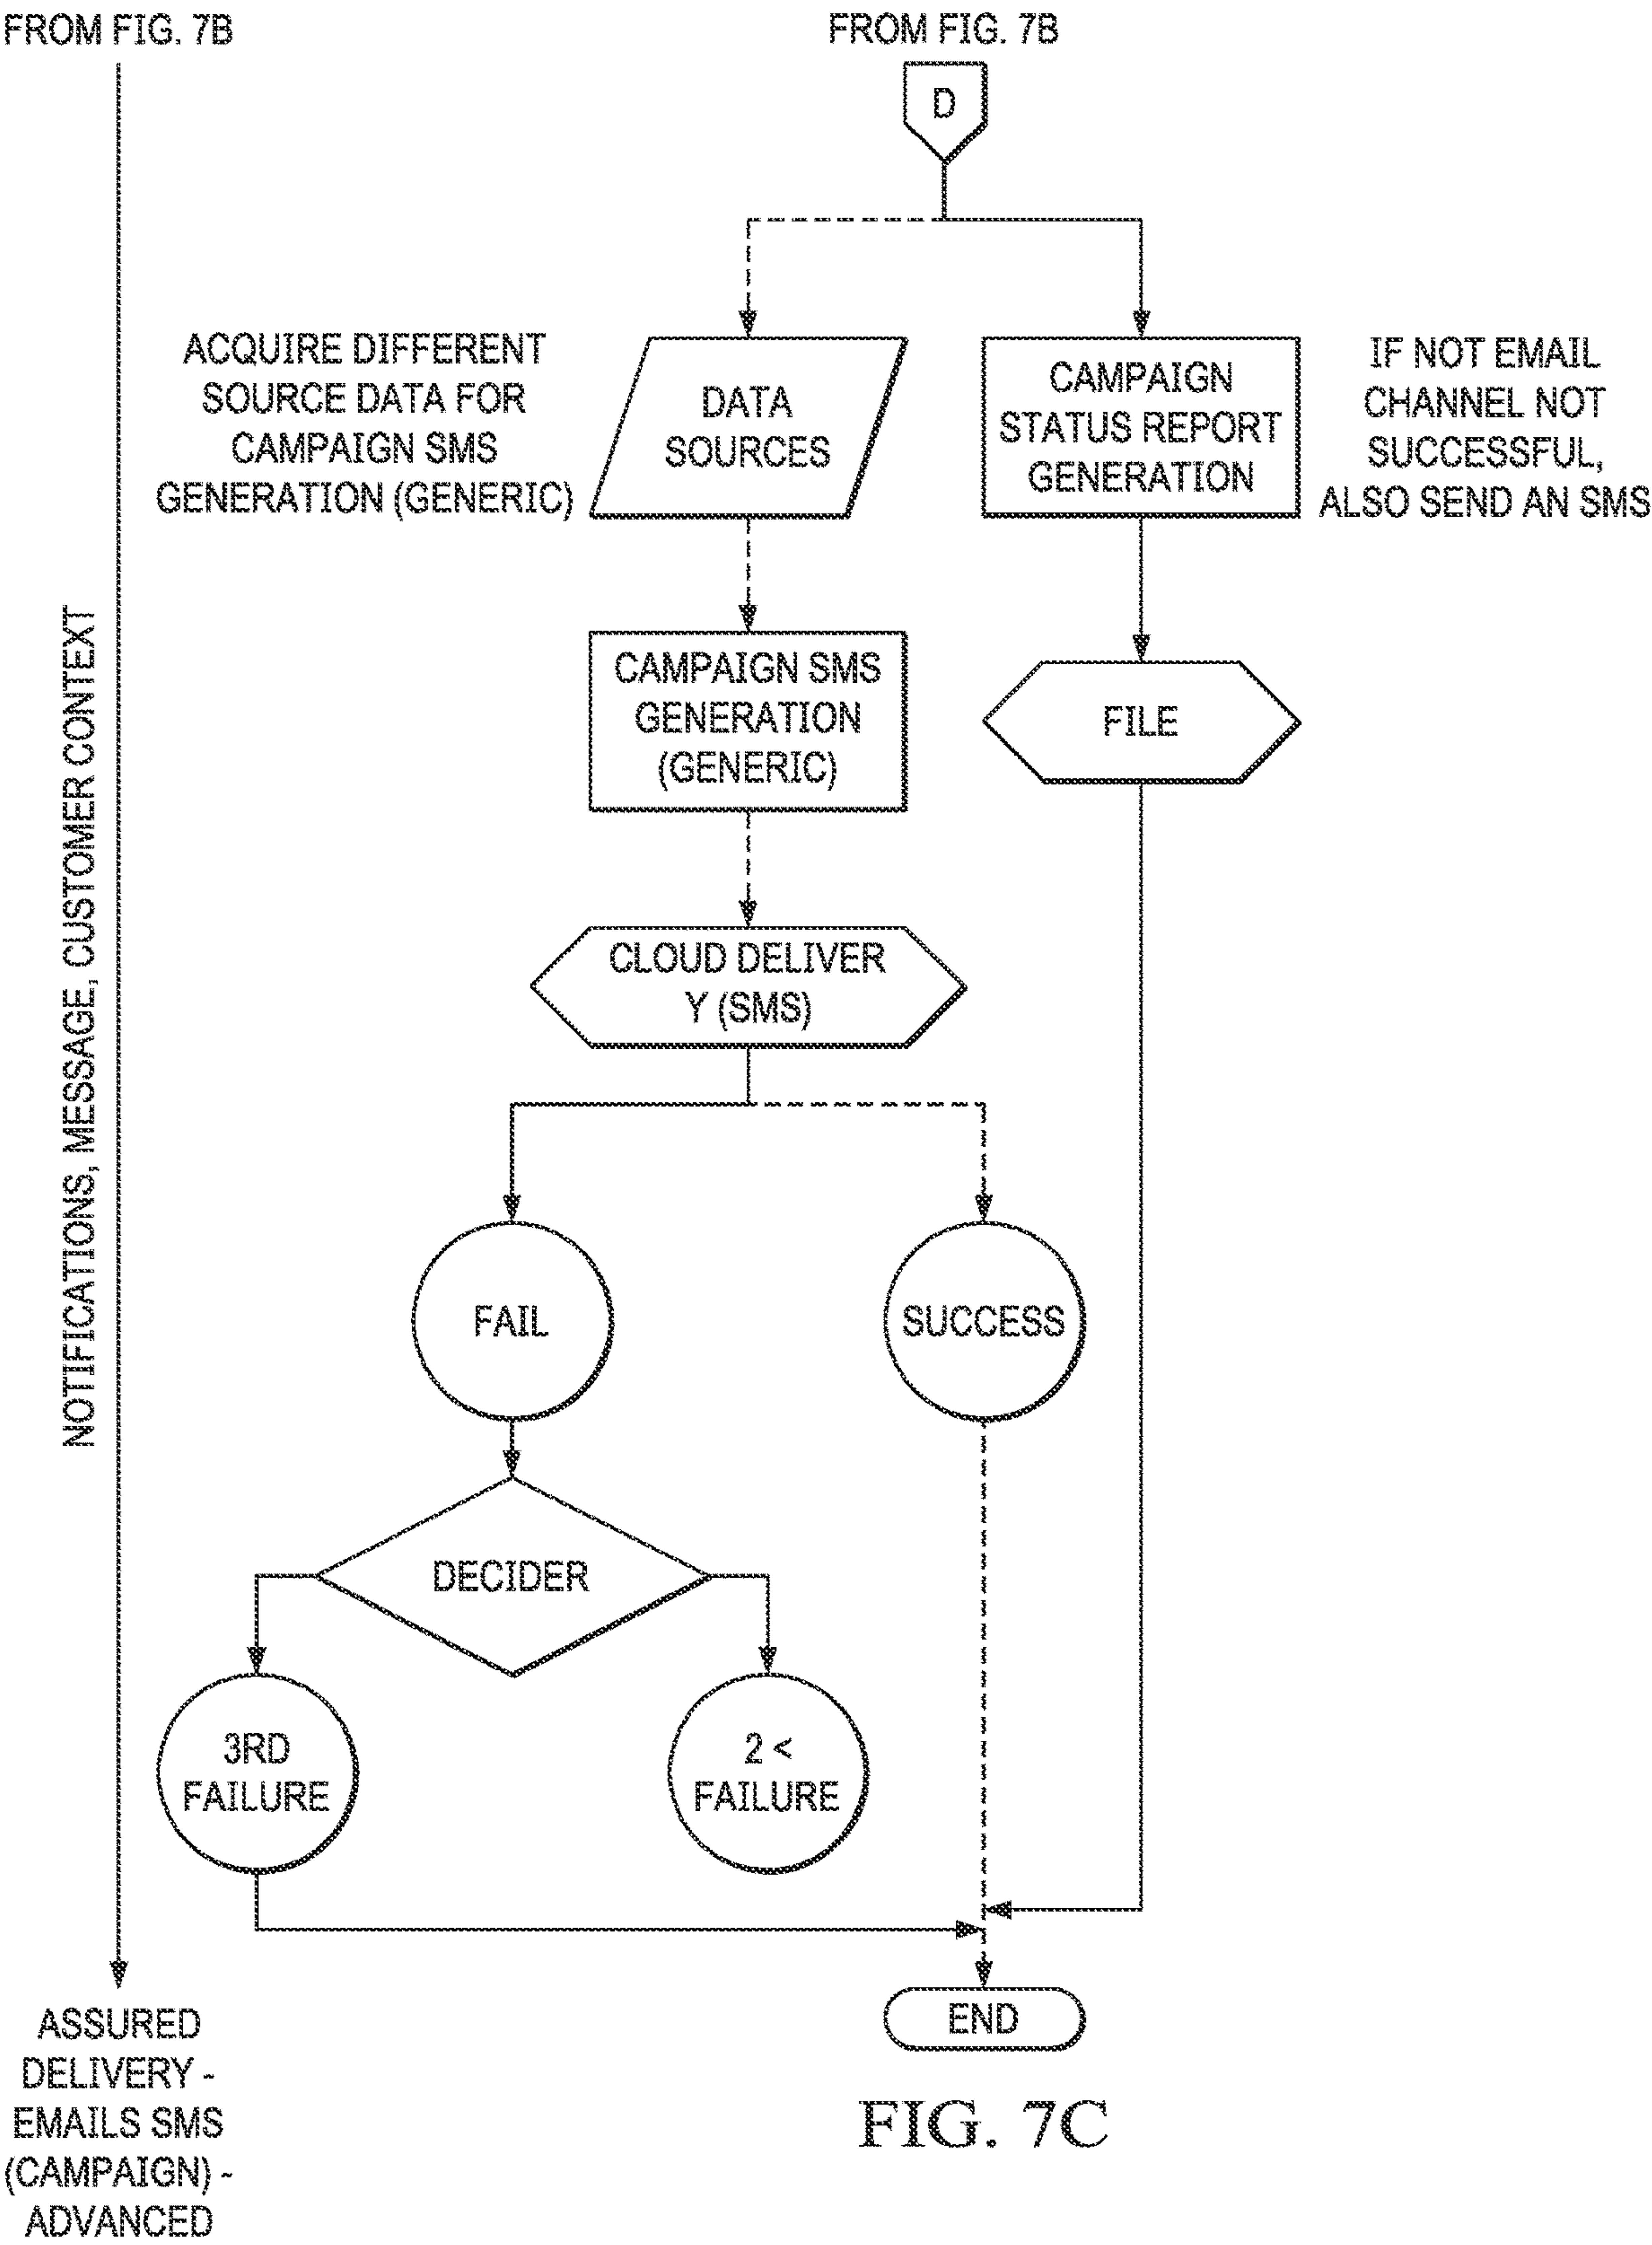 FROM FIG. 7B
FROM FIG. 7B
D
ACQUIRE DIFFERENT
SOURCE DATA FOR
CAMPAIGN SMS
GENERATION (GENERIC)
DATA
SOURCES
CAMPAIGN
STATUS REPORT
GENERATION
IF NOT EMAIL
CHANNEL NOT
SUCCESSFUL,
ALSO SEND AN SMS
NOTIFICATIONS, MESSAGE, CUSTOMER CONTEXT
CAMPAIGN SMS
GENERATION
(GENERIC)
FILE
CLOUD DELIVER
Y (SMS)
FAIL
SUCCESS
DECIDER
3RD
FAILURE
2 <
FAILURE
END
ASSURED
DELIVERY -
EMAILS SMS
(CAMPAIGN) -
ADVANCED
FIG. 7C